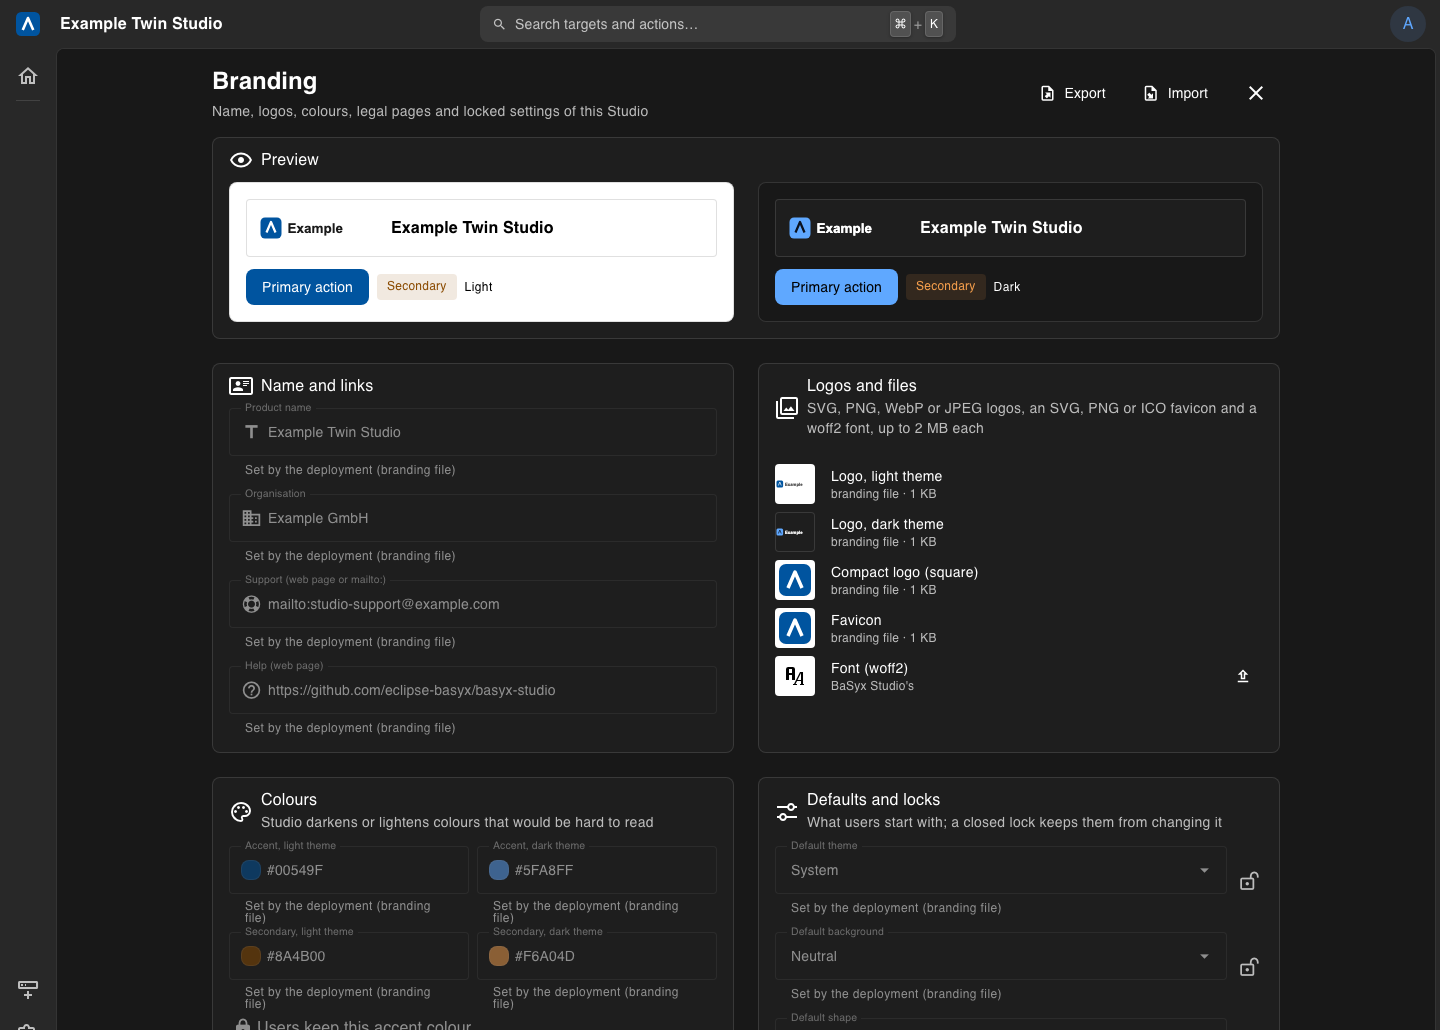 Example Twin Studio
Search targets and actions…
⌘ + K
A
Branding
Name, logos, colours, legal pages and locked settings of this Studio
Export
Import
Preview
Example
Example Twin Studio
Primary action
Secondary
Light
Example
Example Twin Studio
Primary action
Secondary
Dark
Name and links
Product name
Example Twin Studio
Set by the deployment (branding file)
Organisation
Example GmbH
Set by the deployment (branding file)
Support (web page or mailto:)
mailto:studio-support@example.com
Set by the deployment (branding file)
Help (web page)
https://github.com/eclipse-basyx/basyx-studio
Set by the deployment (branding file)
Logos and files
SVG, PNG, WebP or JPEG logos, an SVG, PNG or ICO favicon and a
woff2 font, up to 2 MB each
Example
Logo, light theme
branding file · 1 KB
Example
Logo, dark theme
branding file · 1 KB
Compact logo (square)
branding file · 1 KB
Favicon
branding file · 1 KB
AA
Font (woff2)
BaSyx Studio's
Colours
Studio darkens or lightens colours that would be hard to read
Accent, light theme
#00549F
Set by the deployment (branding
file)
Accent, dark theme
#5FA8FF
Set by the deployment (branding
file)
Secondary, light theme
#8A4B00
Set by the deployment (branding
file)
Secondary, dark theme
#F6A04D
Set by the deployment (branding
file)
Users keep this accent colour
Defaults and locks
What users start with; a closed lock keeps them from changing it
Default theme
System
Set by the deployment (branding file)
Default background
Neutral
Set by the deployment (branding file)
Default shape